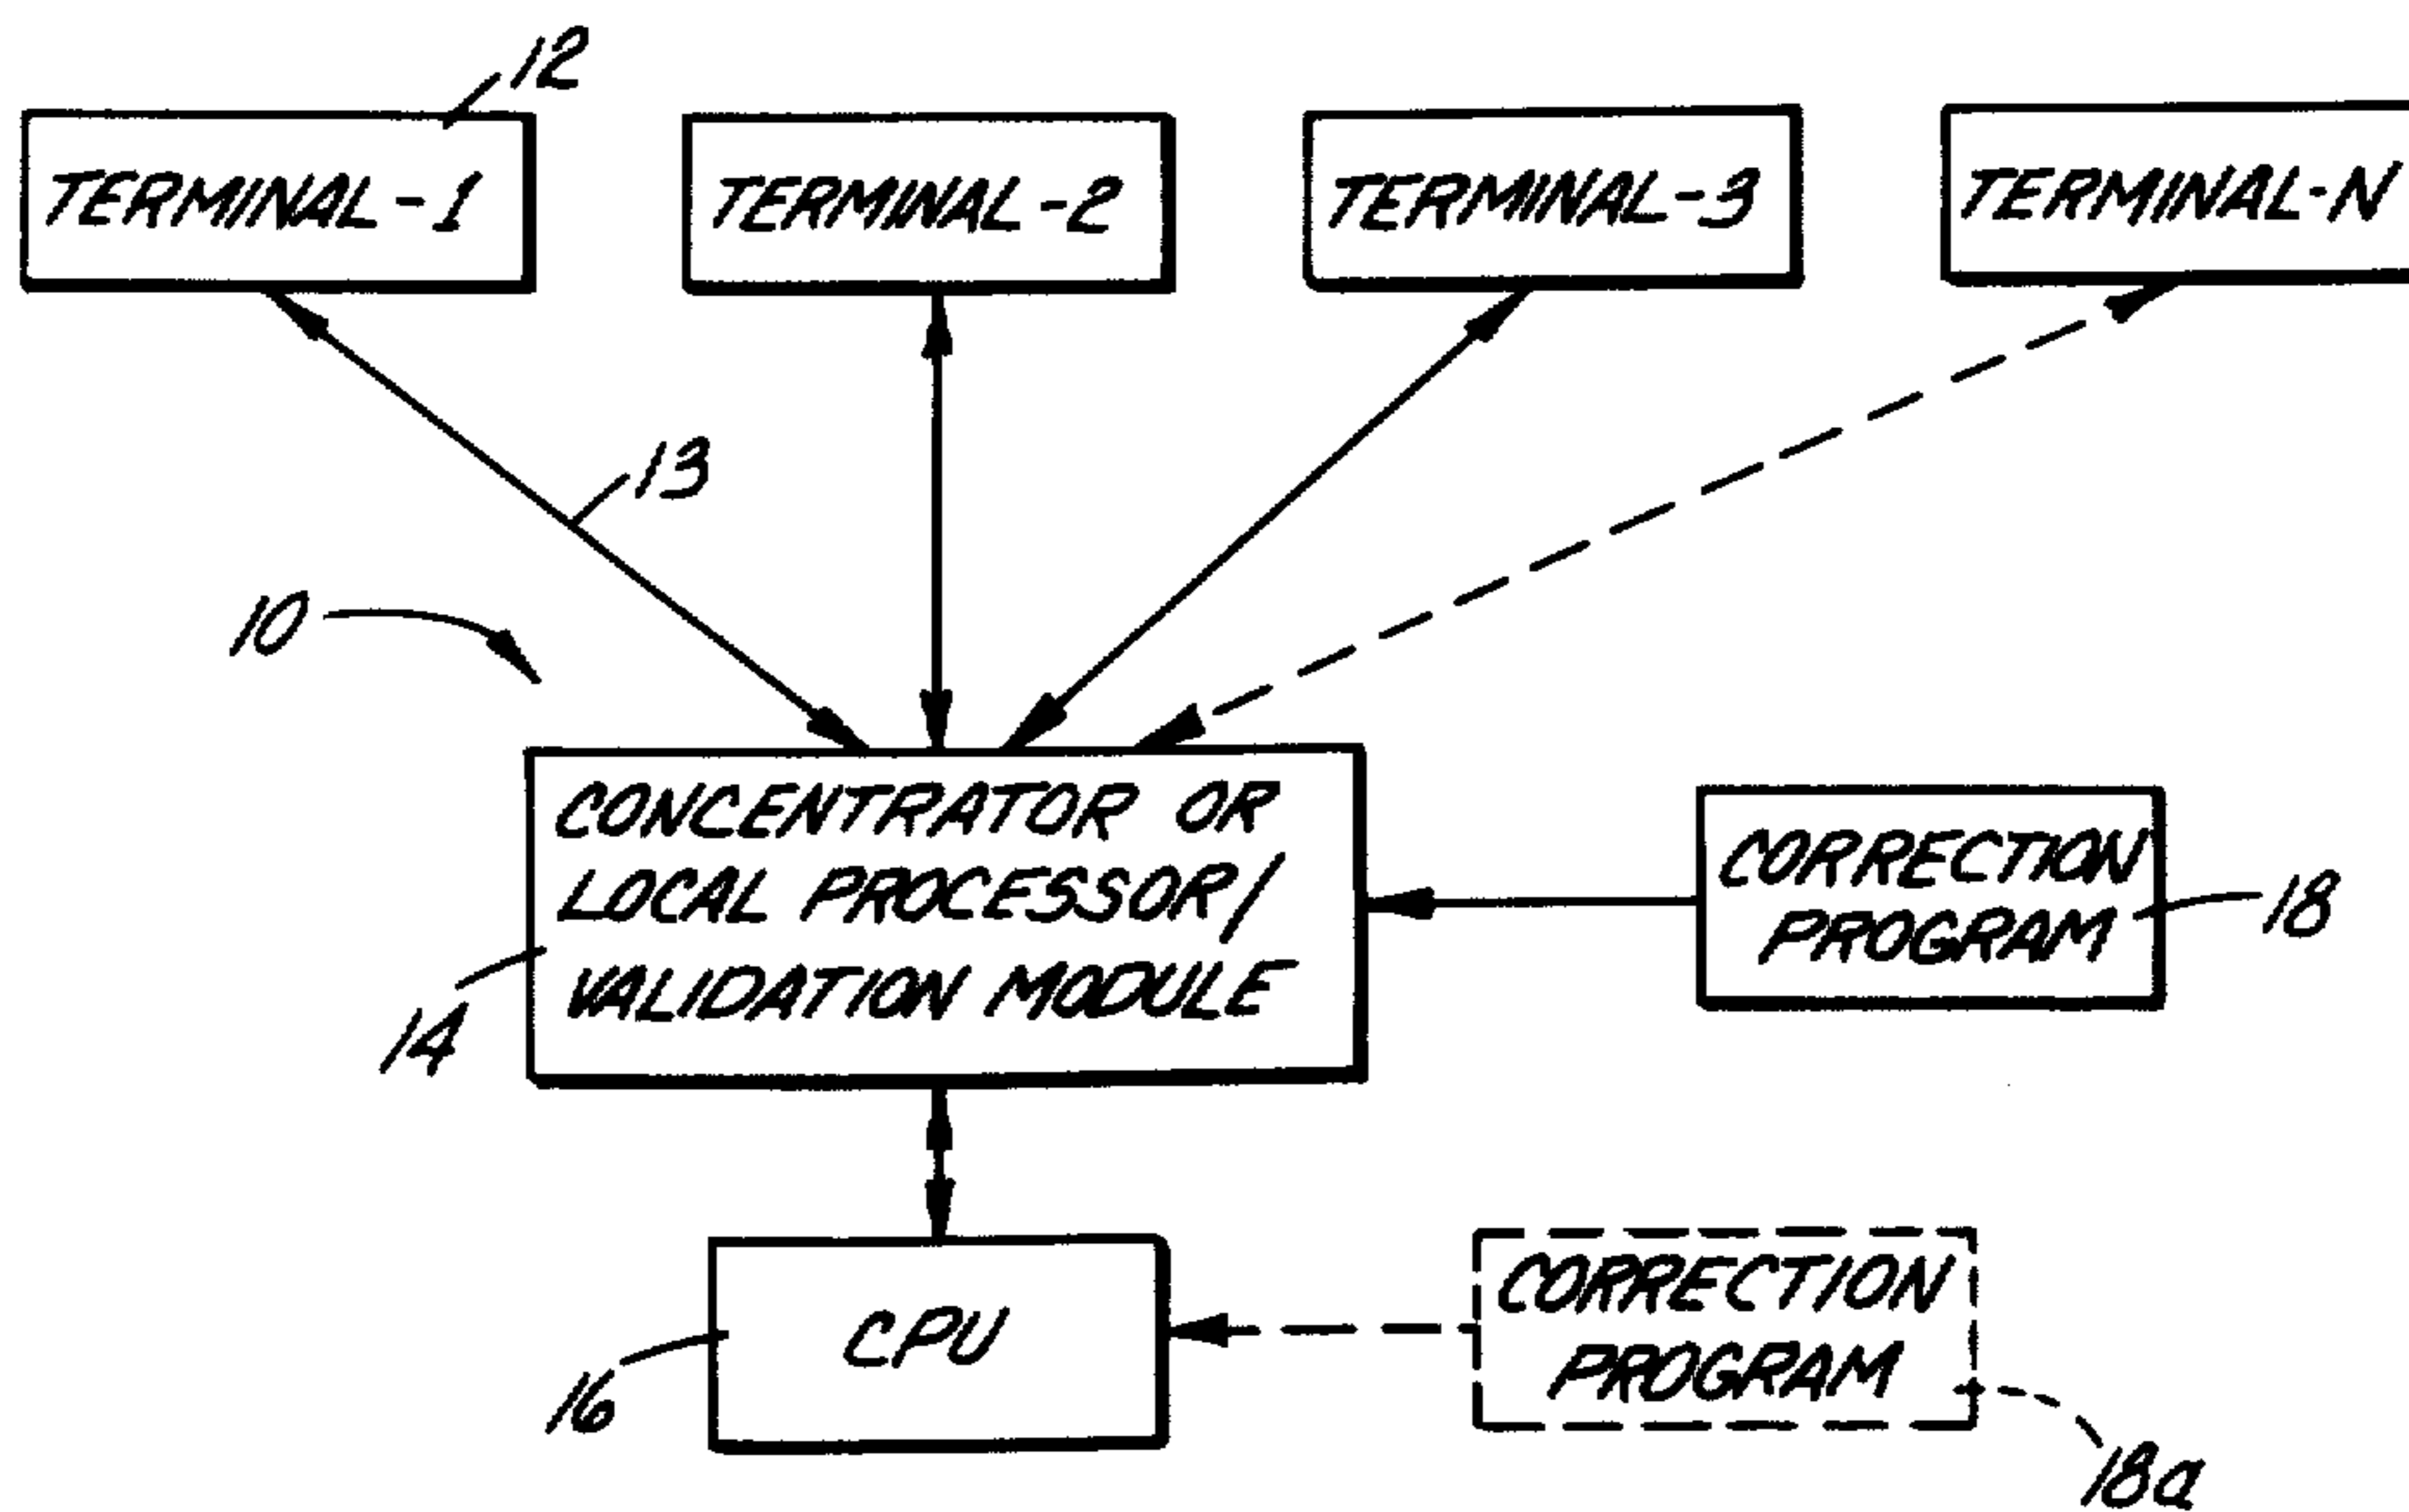 12
TERMINAL-1
TERMINAL-2
TERMINAL-3
TERMINAL-N
13
10
CONCENTRATOR OR
LOCAL PROCESSOR/
VALIDATION MODULE
14
CORRECTION
PROGRAM
18
CPU
16
CORRECTION
PROGRAM
18a